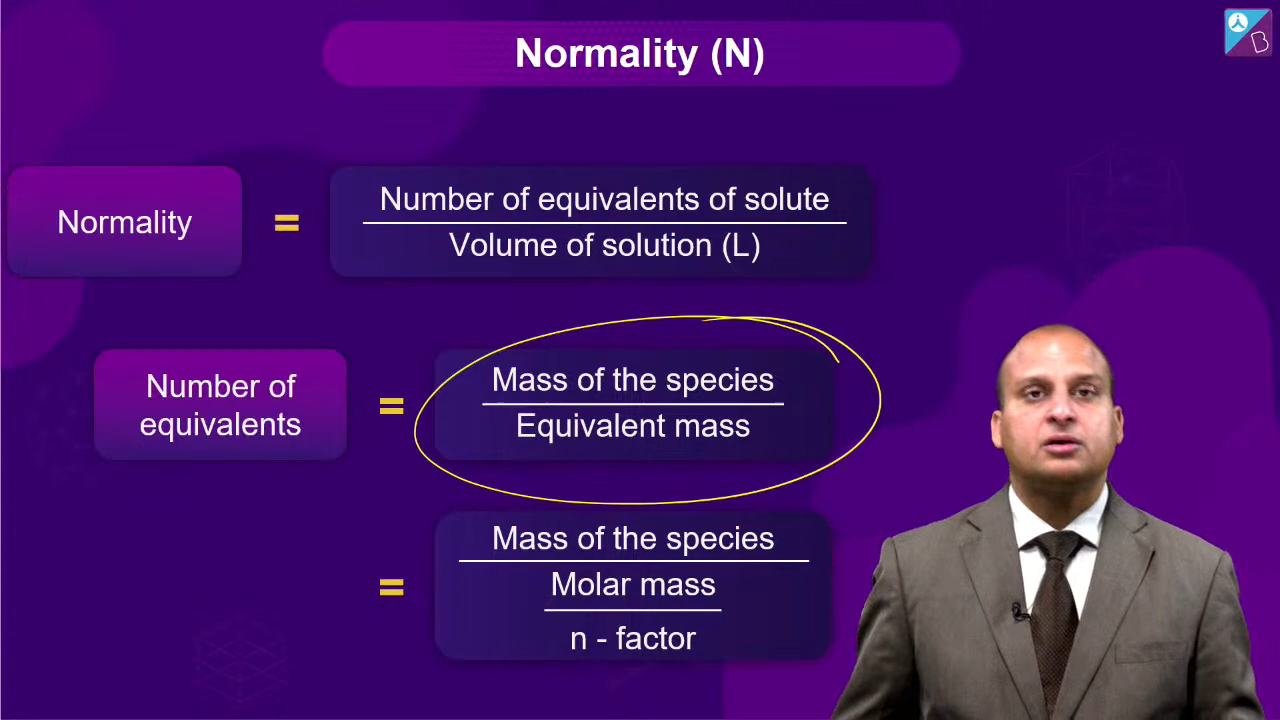 Normality (N)
Normality
=
Number of equivalents of solute
Volume of solution (L)
Number of
equivalents
=
Mass of the species
Equivalent mass
=
Mass of the species
Molar mass
n - factor
B